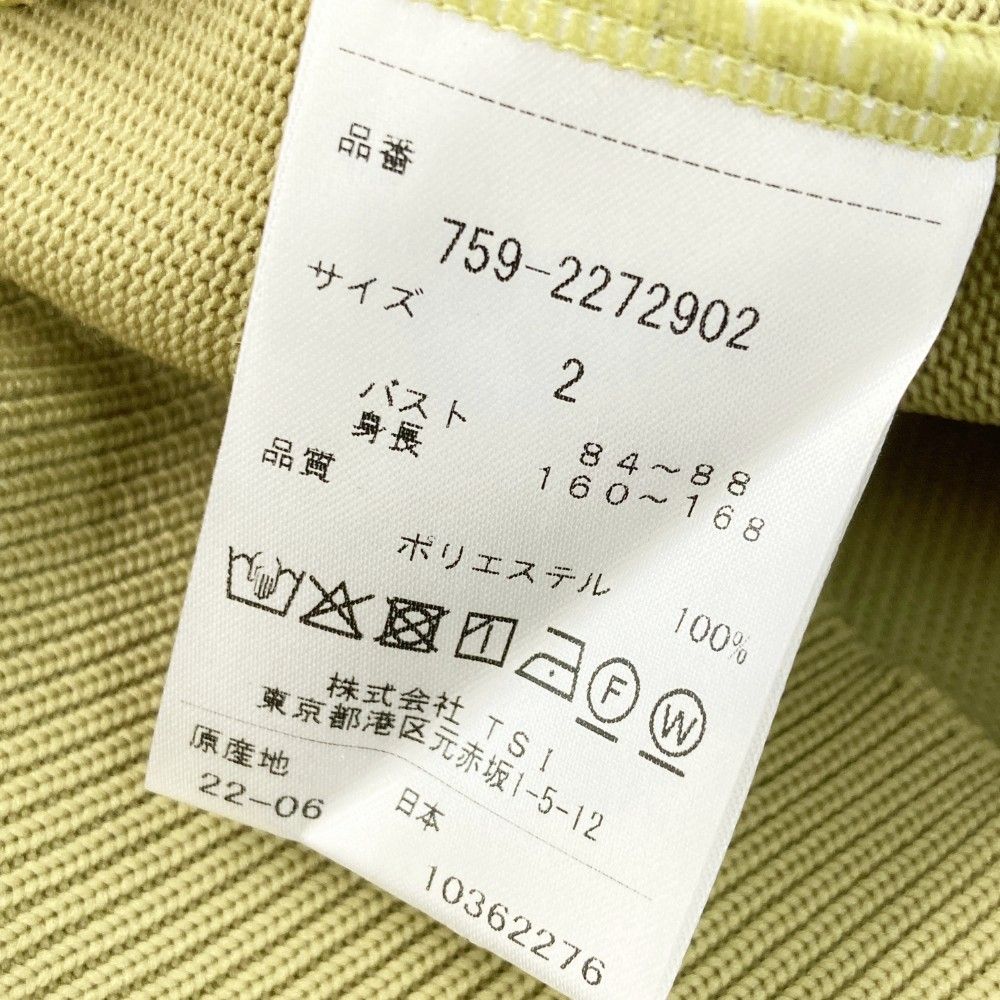 品番
759-2272902
サイズ
2
バスト 84～88
身長 160～168
品質
ポリエステル 100%
F W
株式会社 TSI
東京都港区元赤坂1-5-12
原産地 日本
22-06 10362276